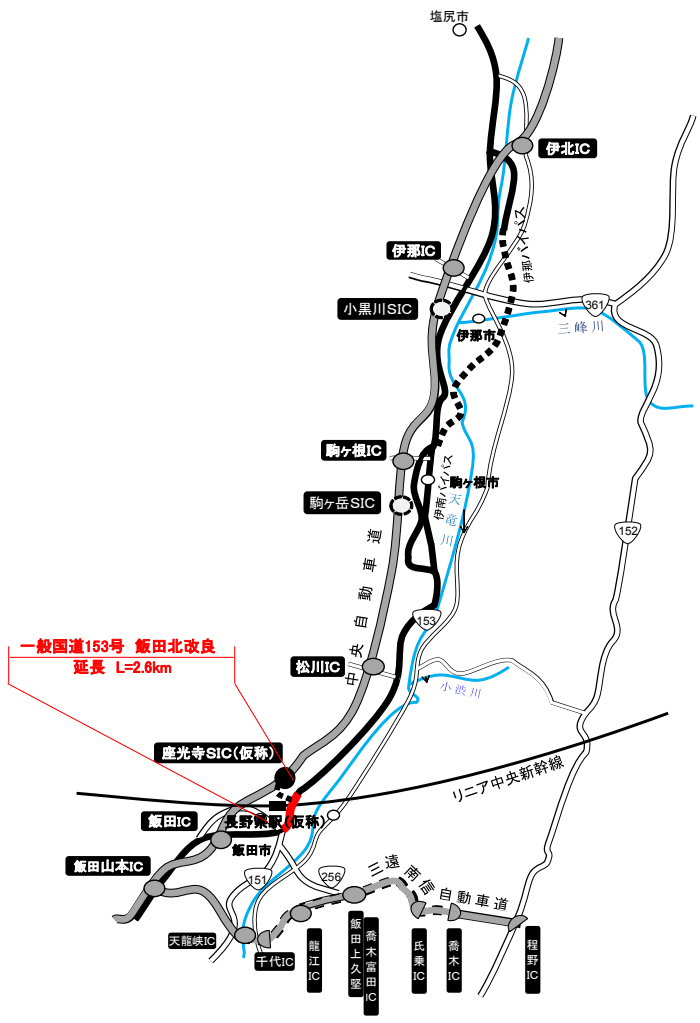 塩尻市
伊北IC
伊那バイパス
伊那IC
小黒川SIC
361
三峰川
伊那市
駒ヶ根IC
駒ヶ根市
伊南バイパス
駒ヶ岳SIC
天竜川
152
中央自動車道
153
一般国道153号 飯田北改良
延長 L=2.6km
松川IC
小渋川
座光寺SIC(仮称)
リニア中央新幹線
長野県駅(仮称)
飯田IC
飯田市
飯田山本IC
151
256
三遠南信自動車道
天龍峡IC
千代IC
龍江IC
飯田上久堅
喬木富田IC
氏乗IC
喬木IC
程野IC